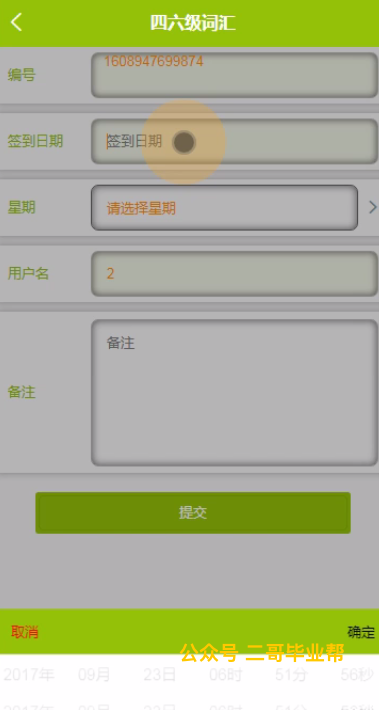 四六级词汇
编号
1608947699874
签到日期
签到日期
星期
请选择星期
用户名
2
备注
备注
提交
取消
确定
公众号 二哥毕业帮
2017年 09月 23日 06时 51分 56秒